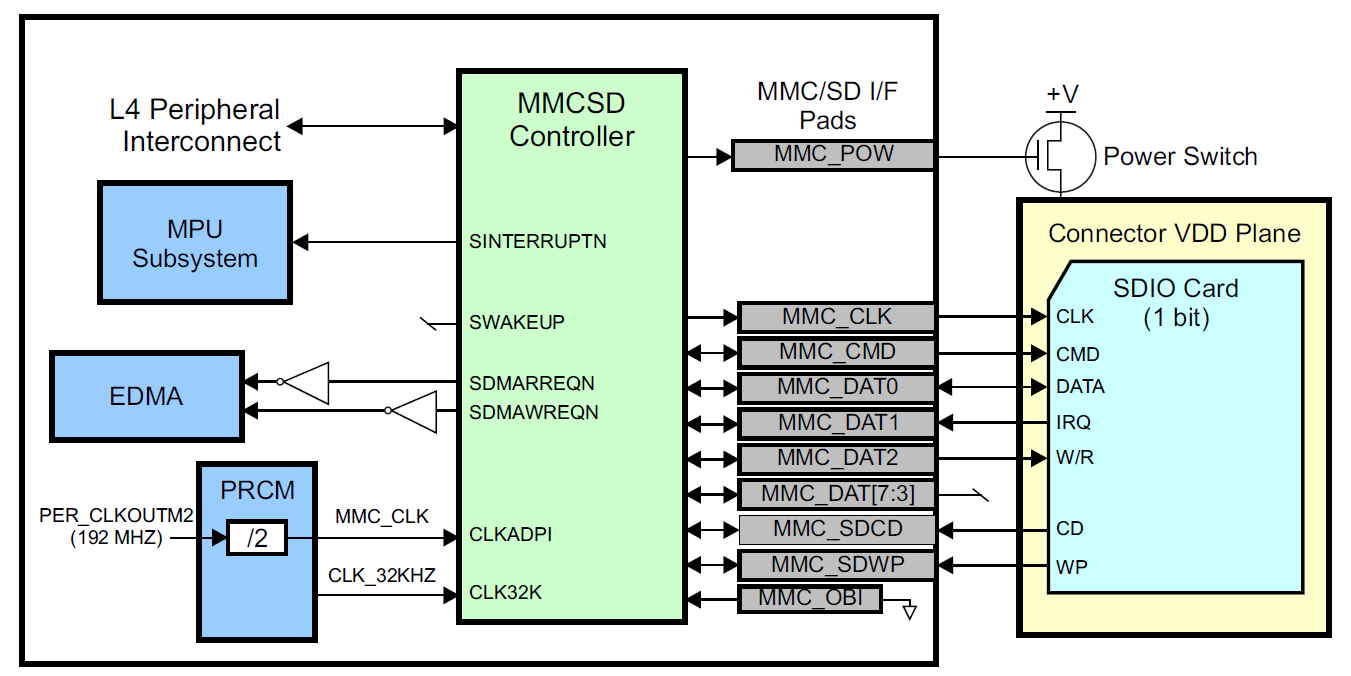 L4 Peripheral
Interconnect
MPU
Subsystem
EDMA
PRCM
PER_CLKOUTM2
(192 MHZ)
/2
MMC_CLK
CLK_32KHZ
MMCSD
Controller
SINTERRUPTN
SWAKEUP
SDMARREQN
SDMAWREQN
CLKADPI
CLK32K
MMC/SD I/F
Pads
MMC_POW
MMC_CLK
MMC_CMD
MMC_DAT0
MMC_DAT1
MMC_DAT2
MMC_DAT[7:3]
MMC_SDCD
MMC_SDWP
MMC_OBI
+V
Power Switch
Connector VDD Plane
SDIO Card
(1 bit)
CLK
CMD
DATA
IRQ
W/R
CD
WP